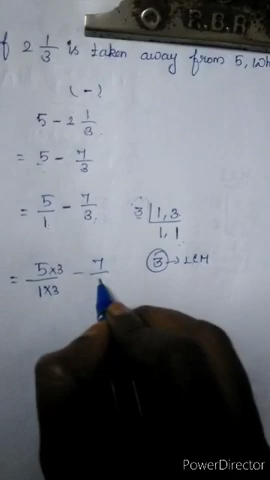 R.B.R
f 2 1/3 is taken away from 5, wh
(-)
5 - 2 1/3
= 5 - 7/3
= 5/1 - 7/3
3 | 1, 3
1, 1
3 → LCM
= 5×3/1×3 - 7/
PowerDirector